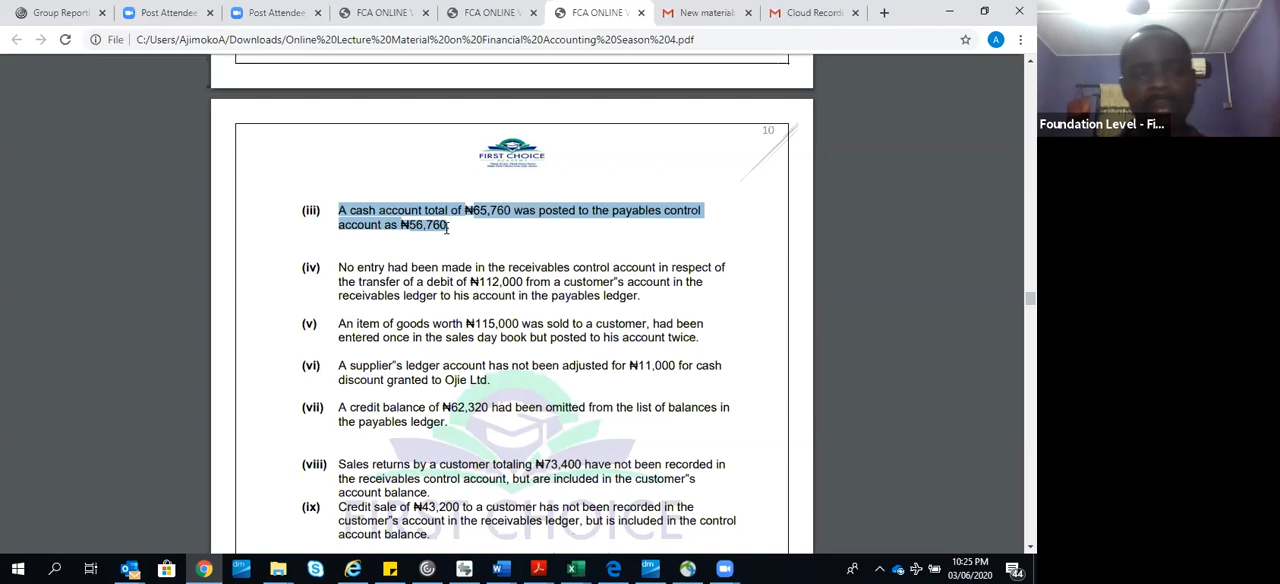 Group Reporti
Post Attendee
Post Attendee
FCA ONLINE V
FCA ONLINE V
FCA ONLINE V
New material
Cloud Recordi
File
C:/Users/AjimokoA/Downloads/Online%20Lecture%20Material%20on%20Financial%20Accounting%20Season%204.pdf
A
Foundation Level - Fi...
10
FIRST CHOICE
(iii) A cash account total of ₦65,760 was posted to the payables control
account as ₦56,760
(iv) No entry had been made in the receivables control account in respect of
the transfer of a debit of ₦112,000 from a customer"s account in the
receivables ledger to his account in the payables ledger.
(v) An item of goods worth ₦115,000 was sold to a customer, had been
entered once in the sales day book but posted to his account twice.
(vi) A supplier"s ledger account has not been adjusted for ₦11,000 for cash
discount granted to Ojie Ltd.
(vii) A credit balance of ₦62,320 had been omitted from the list of balances in
the payables ledger.
(viii) Sales returns by a customer totaling ₦73,400 have not been recorded in
the receivables control account, but are included in the customer"s
account balance.
(ix) Credit sale of ₦43,200 to a customer has not been recorded in the
customer"s account in the receivables ledger, but is included in the control
account balance.
FIRST CHOICE
10:25 PM
03/06/2020
44